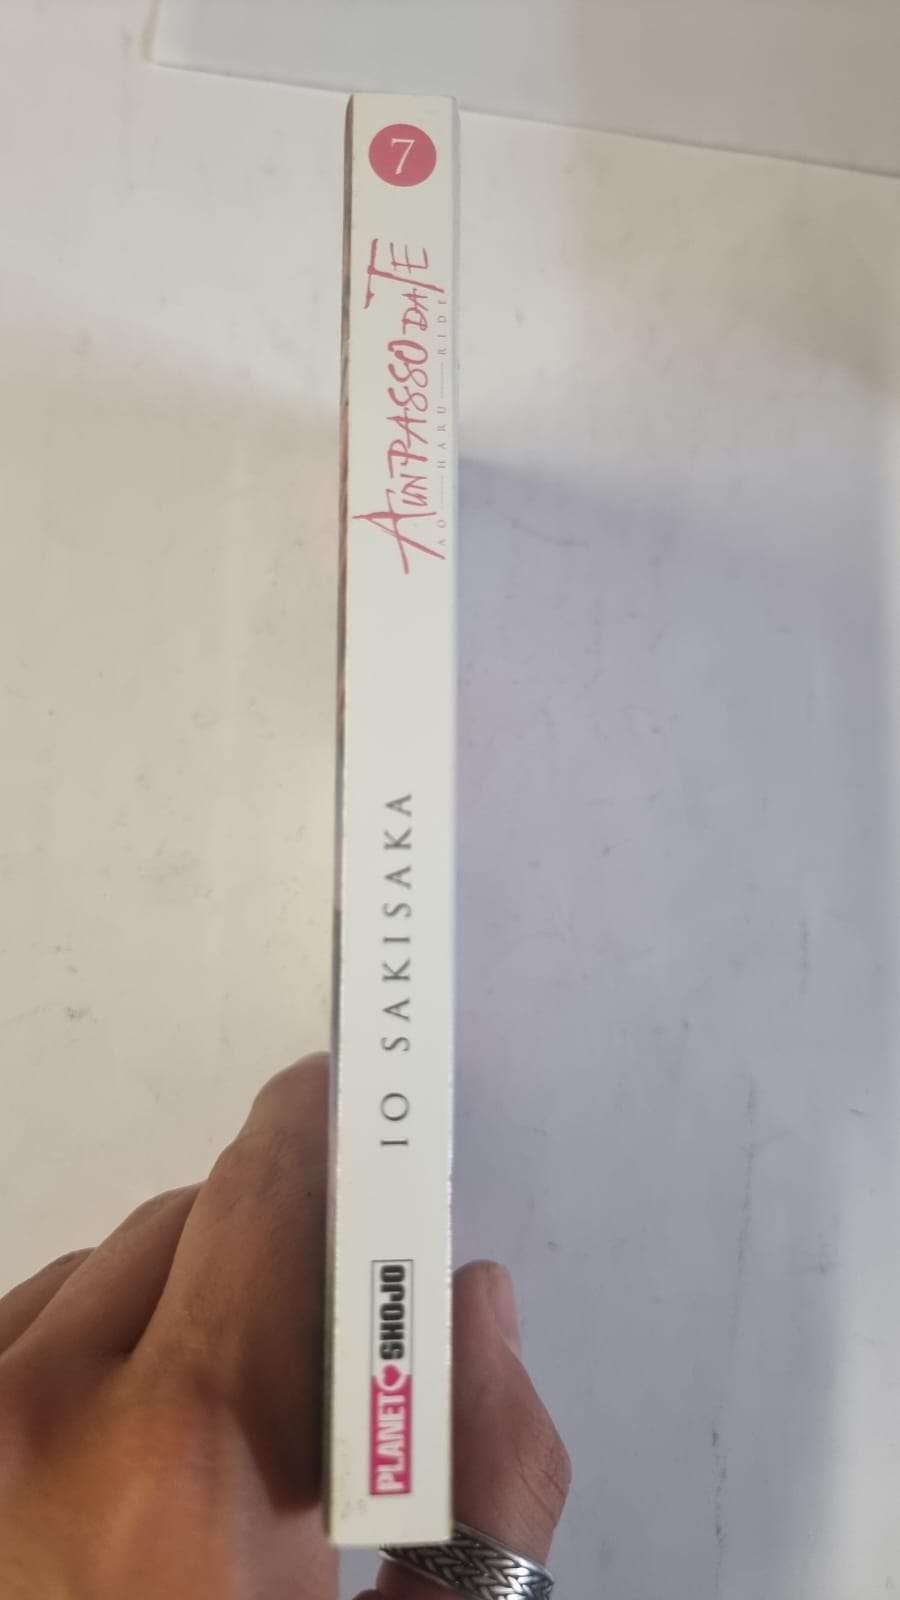 7
A UN PASSO DA TE
AO HARU RIDE
IO SAKISAKA
PLANET SHOJO